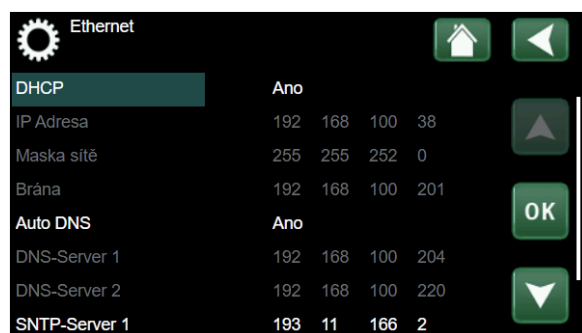 Ethernet
DHCP Ano
IP Adresa 192 168 100 38
Maska sítě 255 255 252 0
Brána 192 168 100 201
Auto DNS Ano
OK
DNS-Server 1 192 168 100 204
DNS-Server 2 192 168 100 220
SNTP-Server 1 193 11 166 2